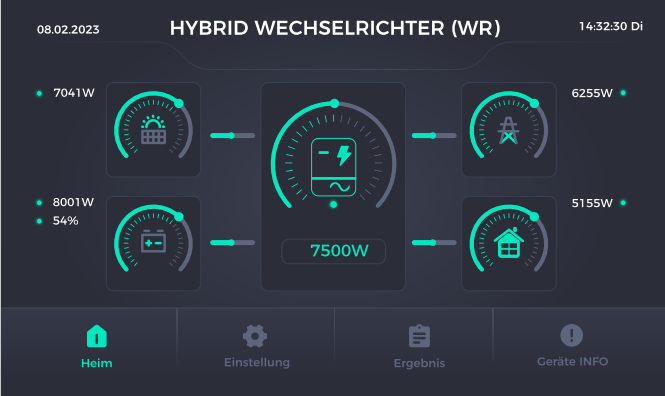 08.02.2023
HYBRID WECHSELRICHTER (WR)
14:32:30 Di
7041W
6255W
8001W
54%
5155W
7500W
Heim
Einstellung
Ergebnis
Geräte INFO